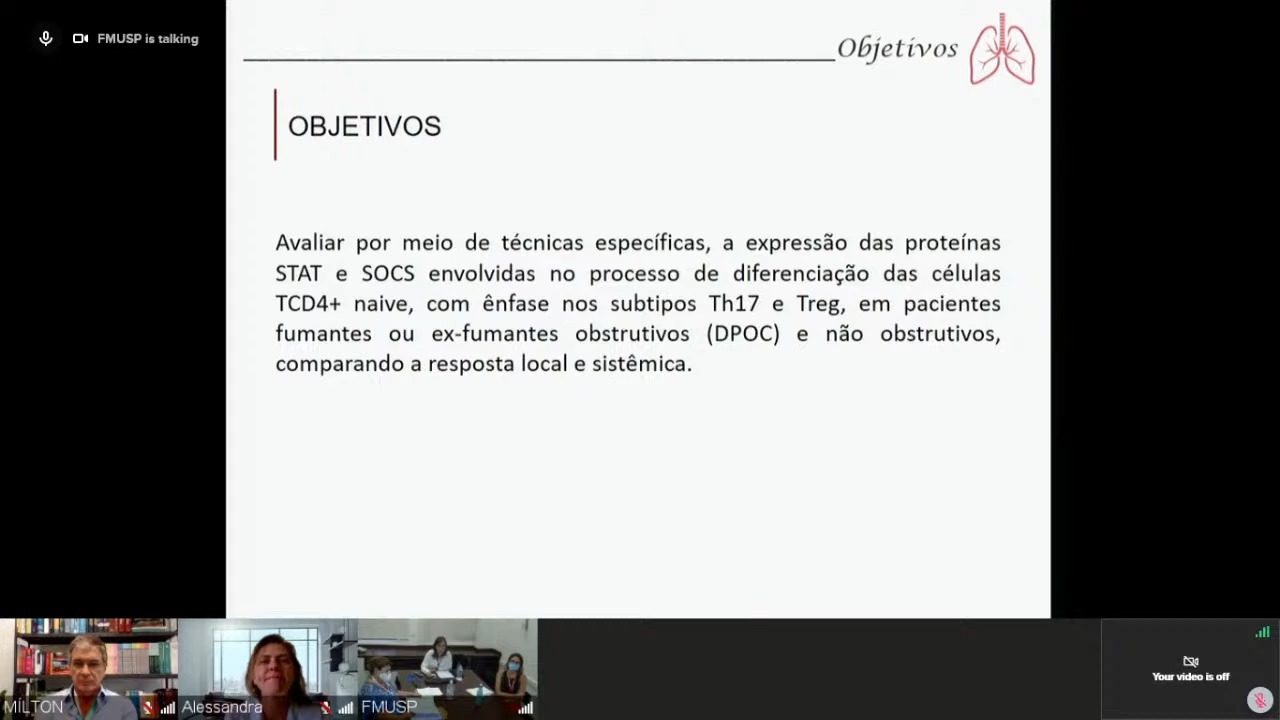 FMUSP is talking
Objetivos
OBJETIVOS
Avaliar por meio de técnicas específicas, a expressão das proteínas
STAT e SOCS envolvidas no processo de diferenciação das células
TCD4+ naive, com ênfase nos subtipos Th17 e Treg, em pacientes
fumantes ou ex-fumantes obstrutivos (DPOC) e não obstrutivos,
comparando a resposta local e sistêmica.
MÍLTON
Alessandra
FMUSP
Your video is off